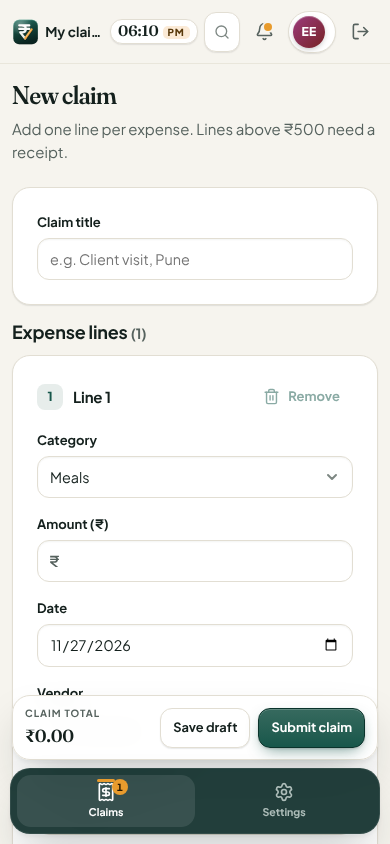 My clai...
06:10 PM
EE
New claim
Add one line per expense. Lines above ₹500 need a
receipt.
Claim title
e.g. Client visit, Pune
Expense lines (1)
1 Line 1
Remove
Category
Meals
Amount (₹)
₹
Date
11/27/2026
Vendor
CLAIM TOTAL
₹0.00
Save draft
Submit claim
1
Claims
Settings